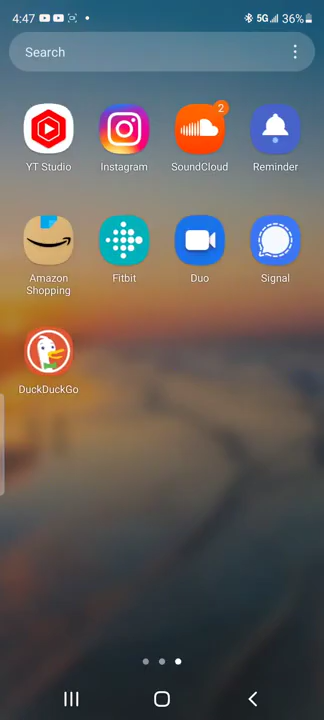 4:47
5G 36%
Search
2
YT Studio Instagram SoundCloud Reminder
Amazon Shopping Fitbit Duo Signal
DuckDuckGo